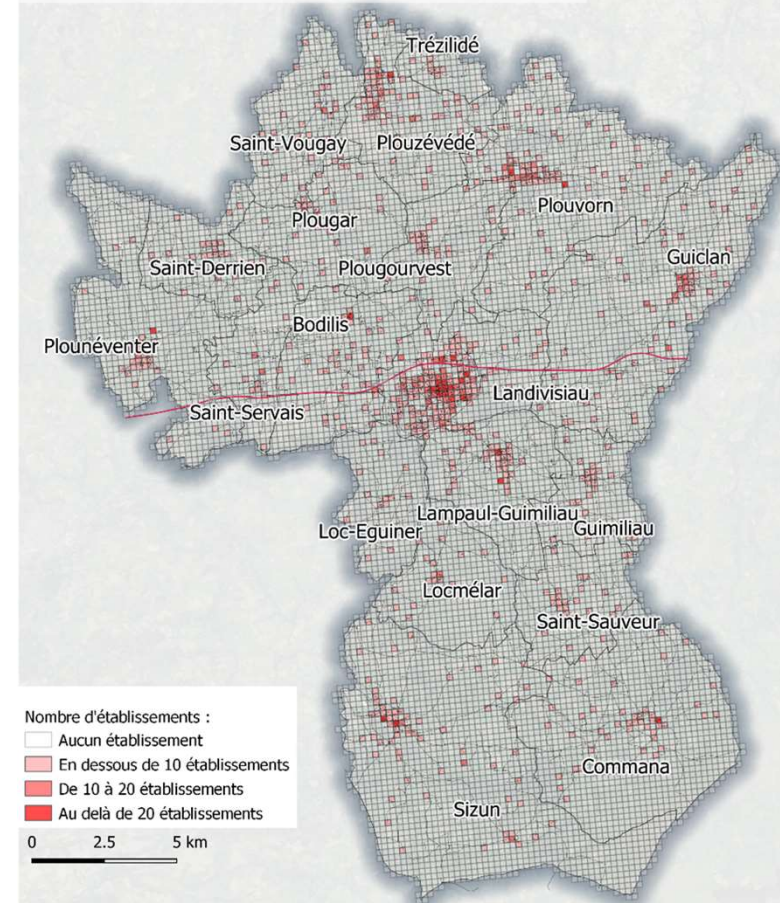 Trézilidé
Saint-Vougay
Plouzévédé
Plouvorn
Plougar
Guiclan
Saint-Derrien
Plougourvest
Bodilis
Plounéventer
Landivisiau
Saint-Servais
Lampaul-Guimiliau
Loc-Eguiner
Guimiliau
Locmélar
Saint-Sauveur
Commana
Sizun
Nombre d'établissements :
Aucun établissement
En dessous de 10 établissements
De 10 à 20 établissements
Au delà de 20 établissements
0 2.5 5 km